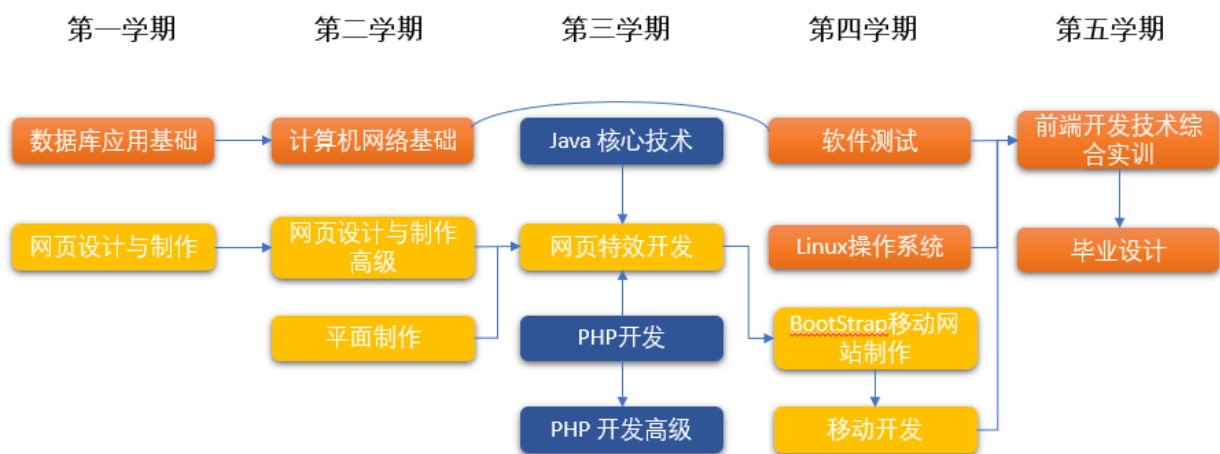 第一学期
第二学期
第三学期
第四学期
第五学期
数据库应用基础
计算机网络基础
Java 核心技术
软件测试
前端开发技术综
合实训
网页设计与制作
网页设计与制作
高级
网页特效开发
Linux操作系统
毕业设计
平面制作
PHP开发
BootStrap移动网
站制作
PHP 开发高级
移动开发